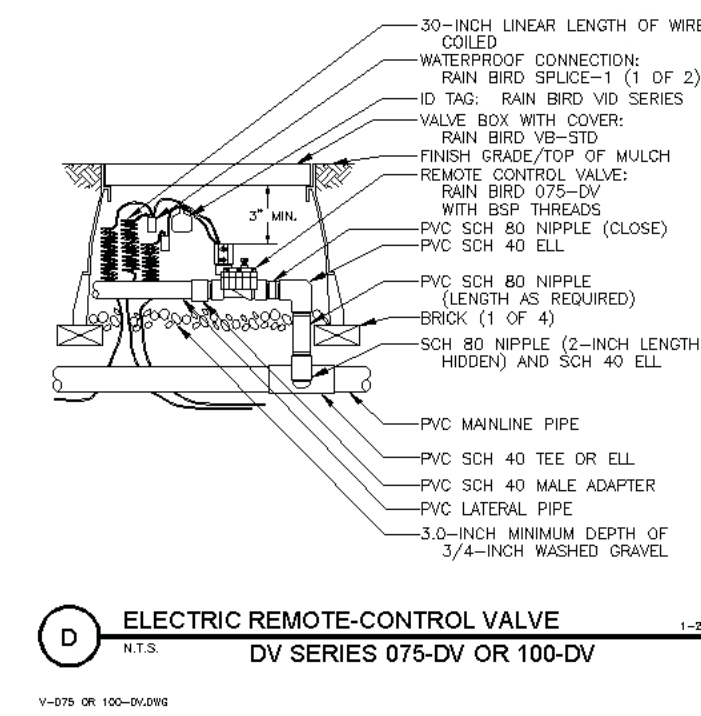 30-INCH LINEAR LENGTH OF WIRE
COILED
WATERPROOF CONNECTION:
RAIN BIRD SPLICE-1 (1 OF 2)
ID TAG: RAIN BIRD VID SERIES
VALVE BOX WITH COVER:
RAIN BIRD VB-STD
FINISH GRADE/TOP OF MULCH
REMOTE CONTROL VALVE:
RAIN BIRD 075-DV
WITH BSP THREADS
3" MIN.
PVC SCH 80 NIPPLE (CLOSE)
PVC SCH 40 ELL
PVC SCH 80 NIPPLE
(LENGTH AS REQUIRED)
BRICK (1 OF 4)
SCH 80 NIPPLE (2-INCH LENGTH
HIDDEN) AND SCH 40 ELL
PVC MAINLINE PIPE
PVC SCH 40 TEE OR ELL
PVC SCH 40 MALE ADAPTER
PVC LATERAL PIPE
3.0-INCH MINIMUM DEPTH OF
3/4-INCH WASHED GRAVEL
D
ELECTRIC REMOTE-CONTROL VALVE
1-2
N.T.S.
DV SERIES 075-DV OR 100-DV
V-075 OR 100-DV.DWG